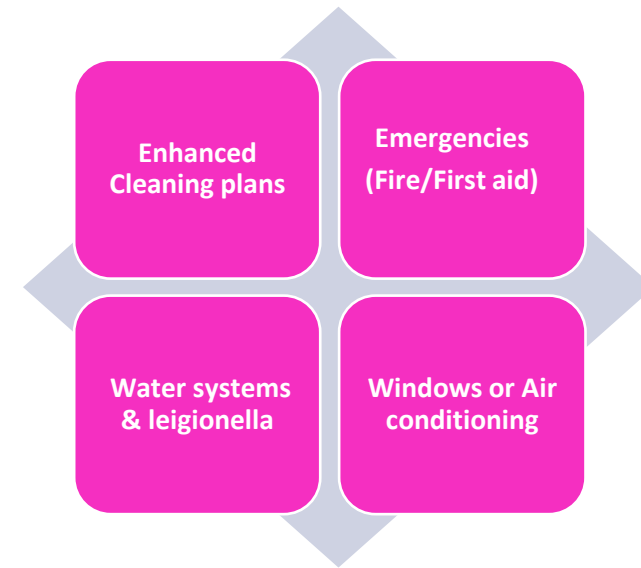 Enhanced
Cleaning plans
Emergencies
(Fire/First aid)
Water systems
& leigionella
Windows or Air
conditioning